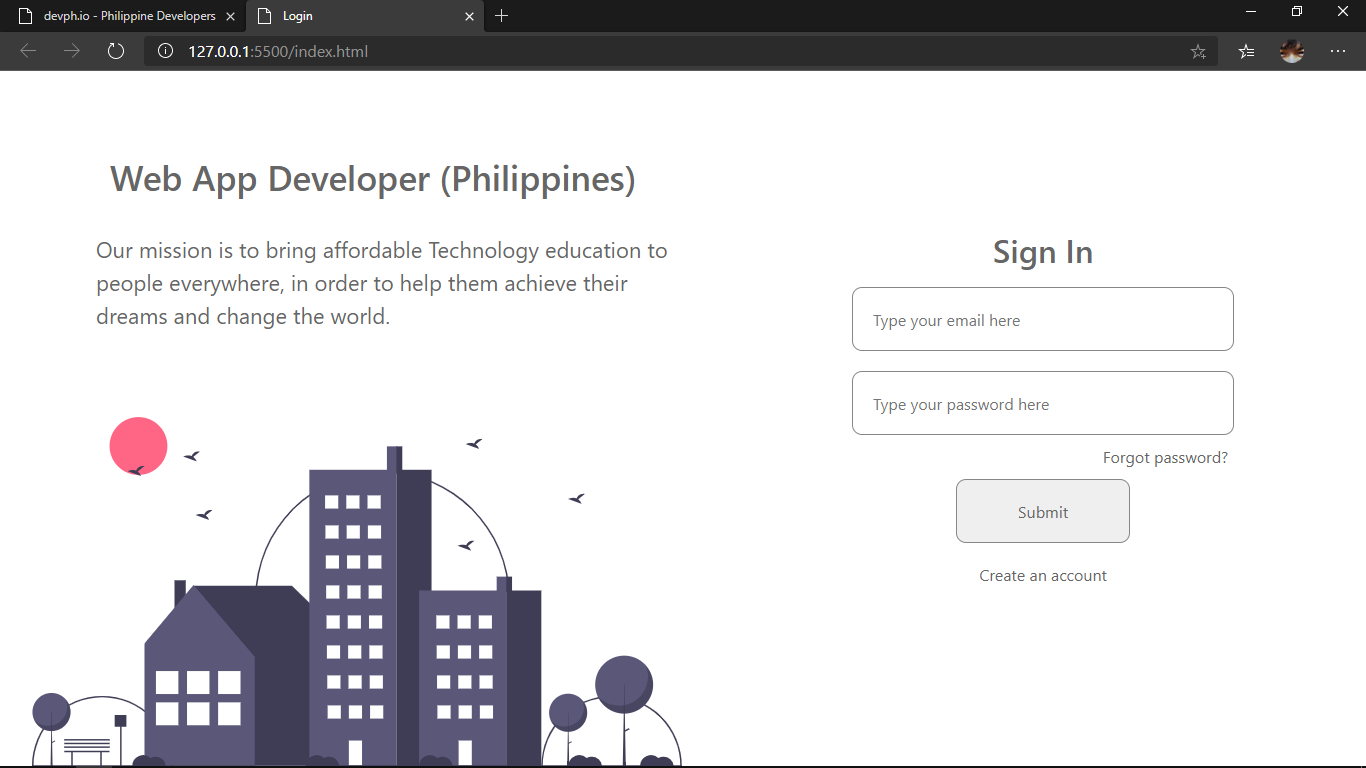 devph.io - Philippine Developers
Login
127.0.0.1:5500/index.html
Web App Developer (Philippines)
Our mission is to bring affordable Technology education to
people everywhere, in order to help them achieve their
dreams and change the world.
Sign In
Type your email here
Type your password here
Forgot password?
Submit
Create an account